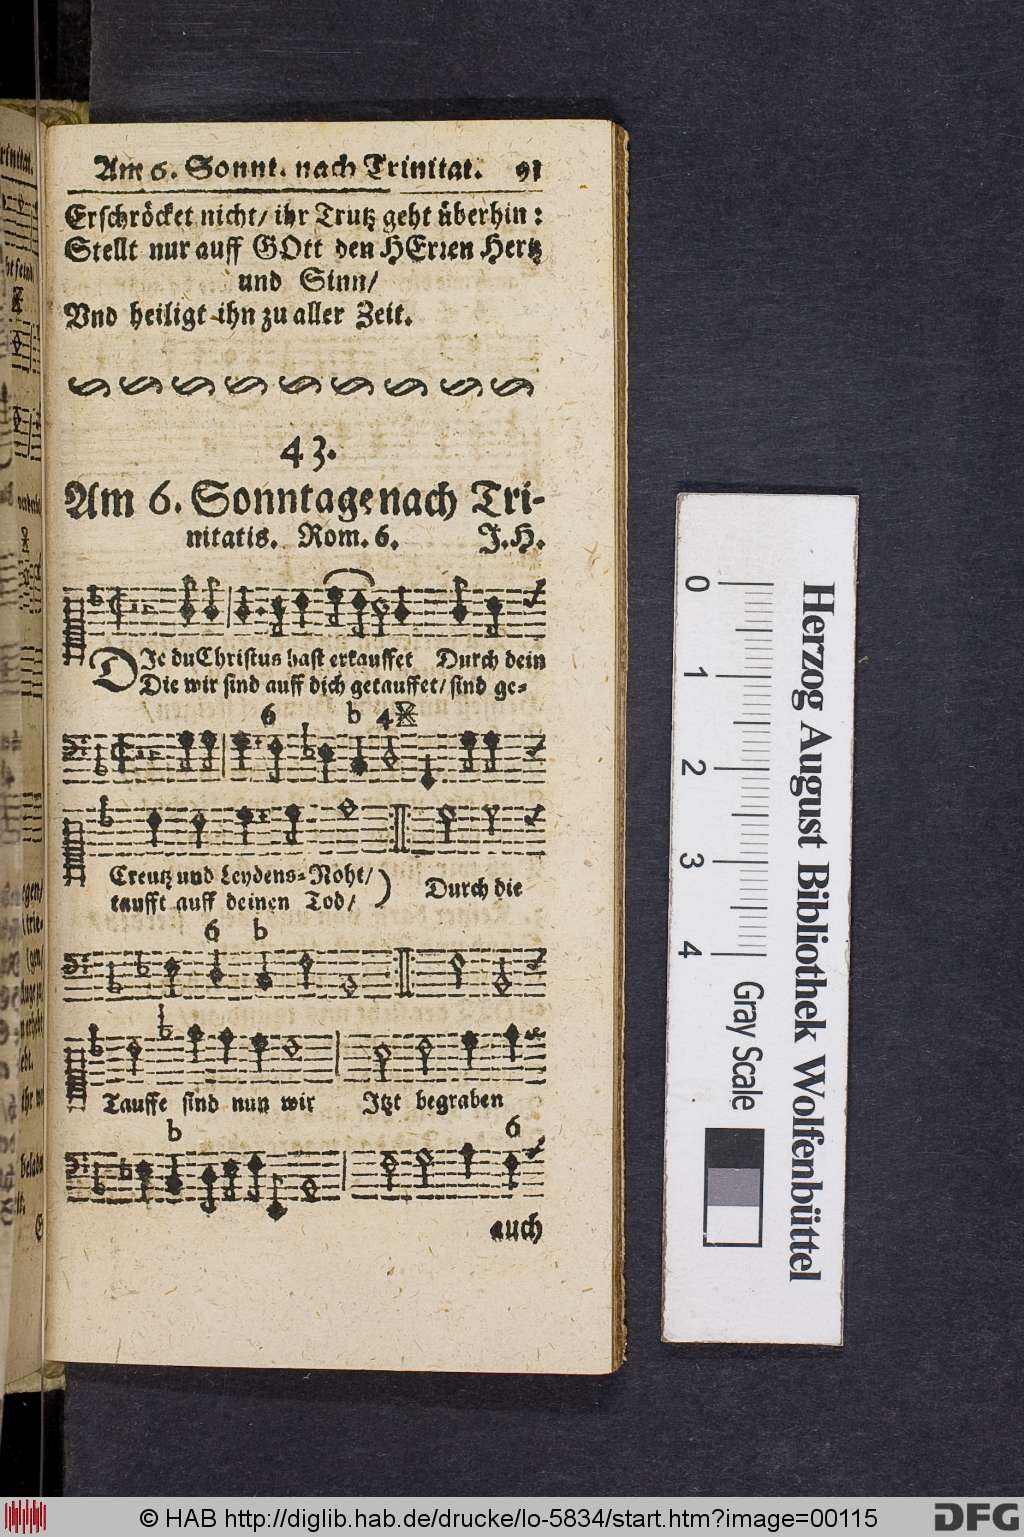 Am 6. Sonnt. nach Trinitat. 91
Erschröcket nicht/ ihr Trutz geht überhin:
Stellt nur auff GOtt den HErren Hertz
und Sinn/
Vnd heiligt ihn zu aller Zeit.
43.
Am 6. Sonntage nach Tri-
nitatis. Rom. 6. J. H.
DJe du Christus hast erkauffet Durch dein
Die wir sind auff dich getauffet/ sind ge-
6 b 4
Creutz und Leydens-Noht/
taufft auff deinen Tod/ ) Durch die
6 b
Tauffe sind nun wir Jtzt begraben
b 6
auch
0 1 2 3 4
Gray Scale
Herzog August Bibliothek Wolfenbüttel
© HAB http://diglib.hab.de/drucke/lo-5834/start.htm?image=00115
DFG